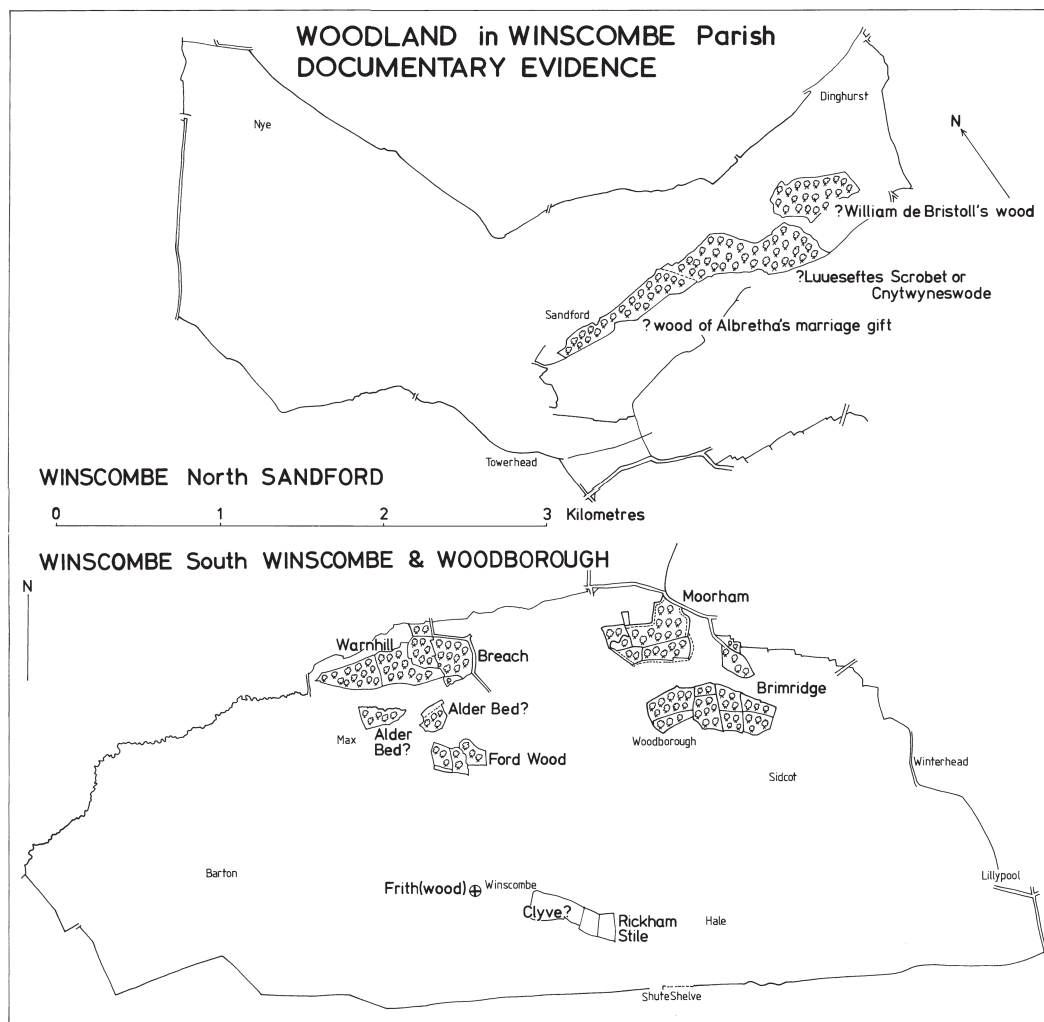 WOODLAND in WINSCOMBE Parish
DOCUMENTARY EVIDENCE
Dinghurst
Nye
N
?William de Bristoll's wood
?Luueseftes Scrobet or
Cnytwyneswode
Sandford
?wood of Albretha's marriage gift
Towerhead
WINSCOMBE North SANDFORD
0 1 2 3 Kilometres
WINSCOMBE South WINSCOMBE & WOODBOROUGH
N
Moorham
Warnhill
Breach
Brimridge
Alder Bed?
Max
Alder
Bed?
Woodborough
Ford Wood
Winterhead
Sidcot
Barton
Lillypool
Frith(wood)
Winscombe
Clyve?
Rickham
Stile
Hale
Shute Shelve